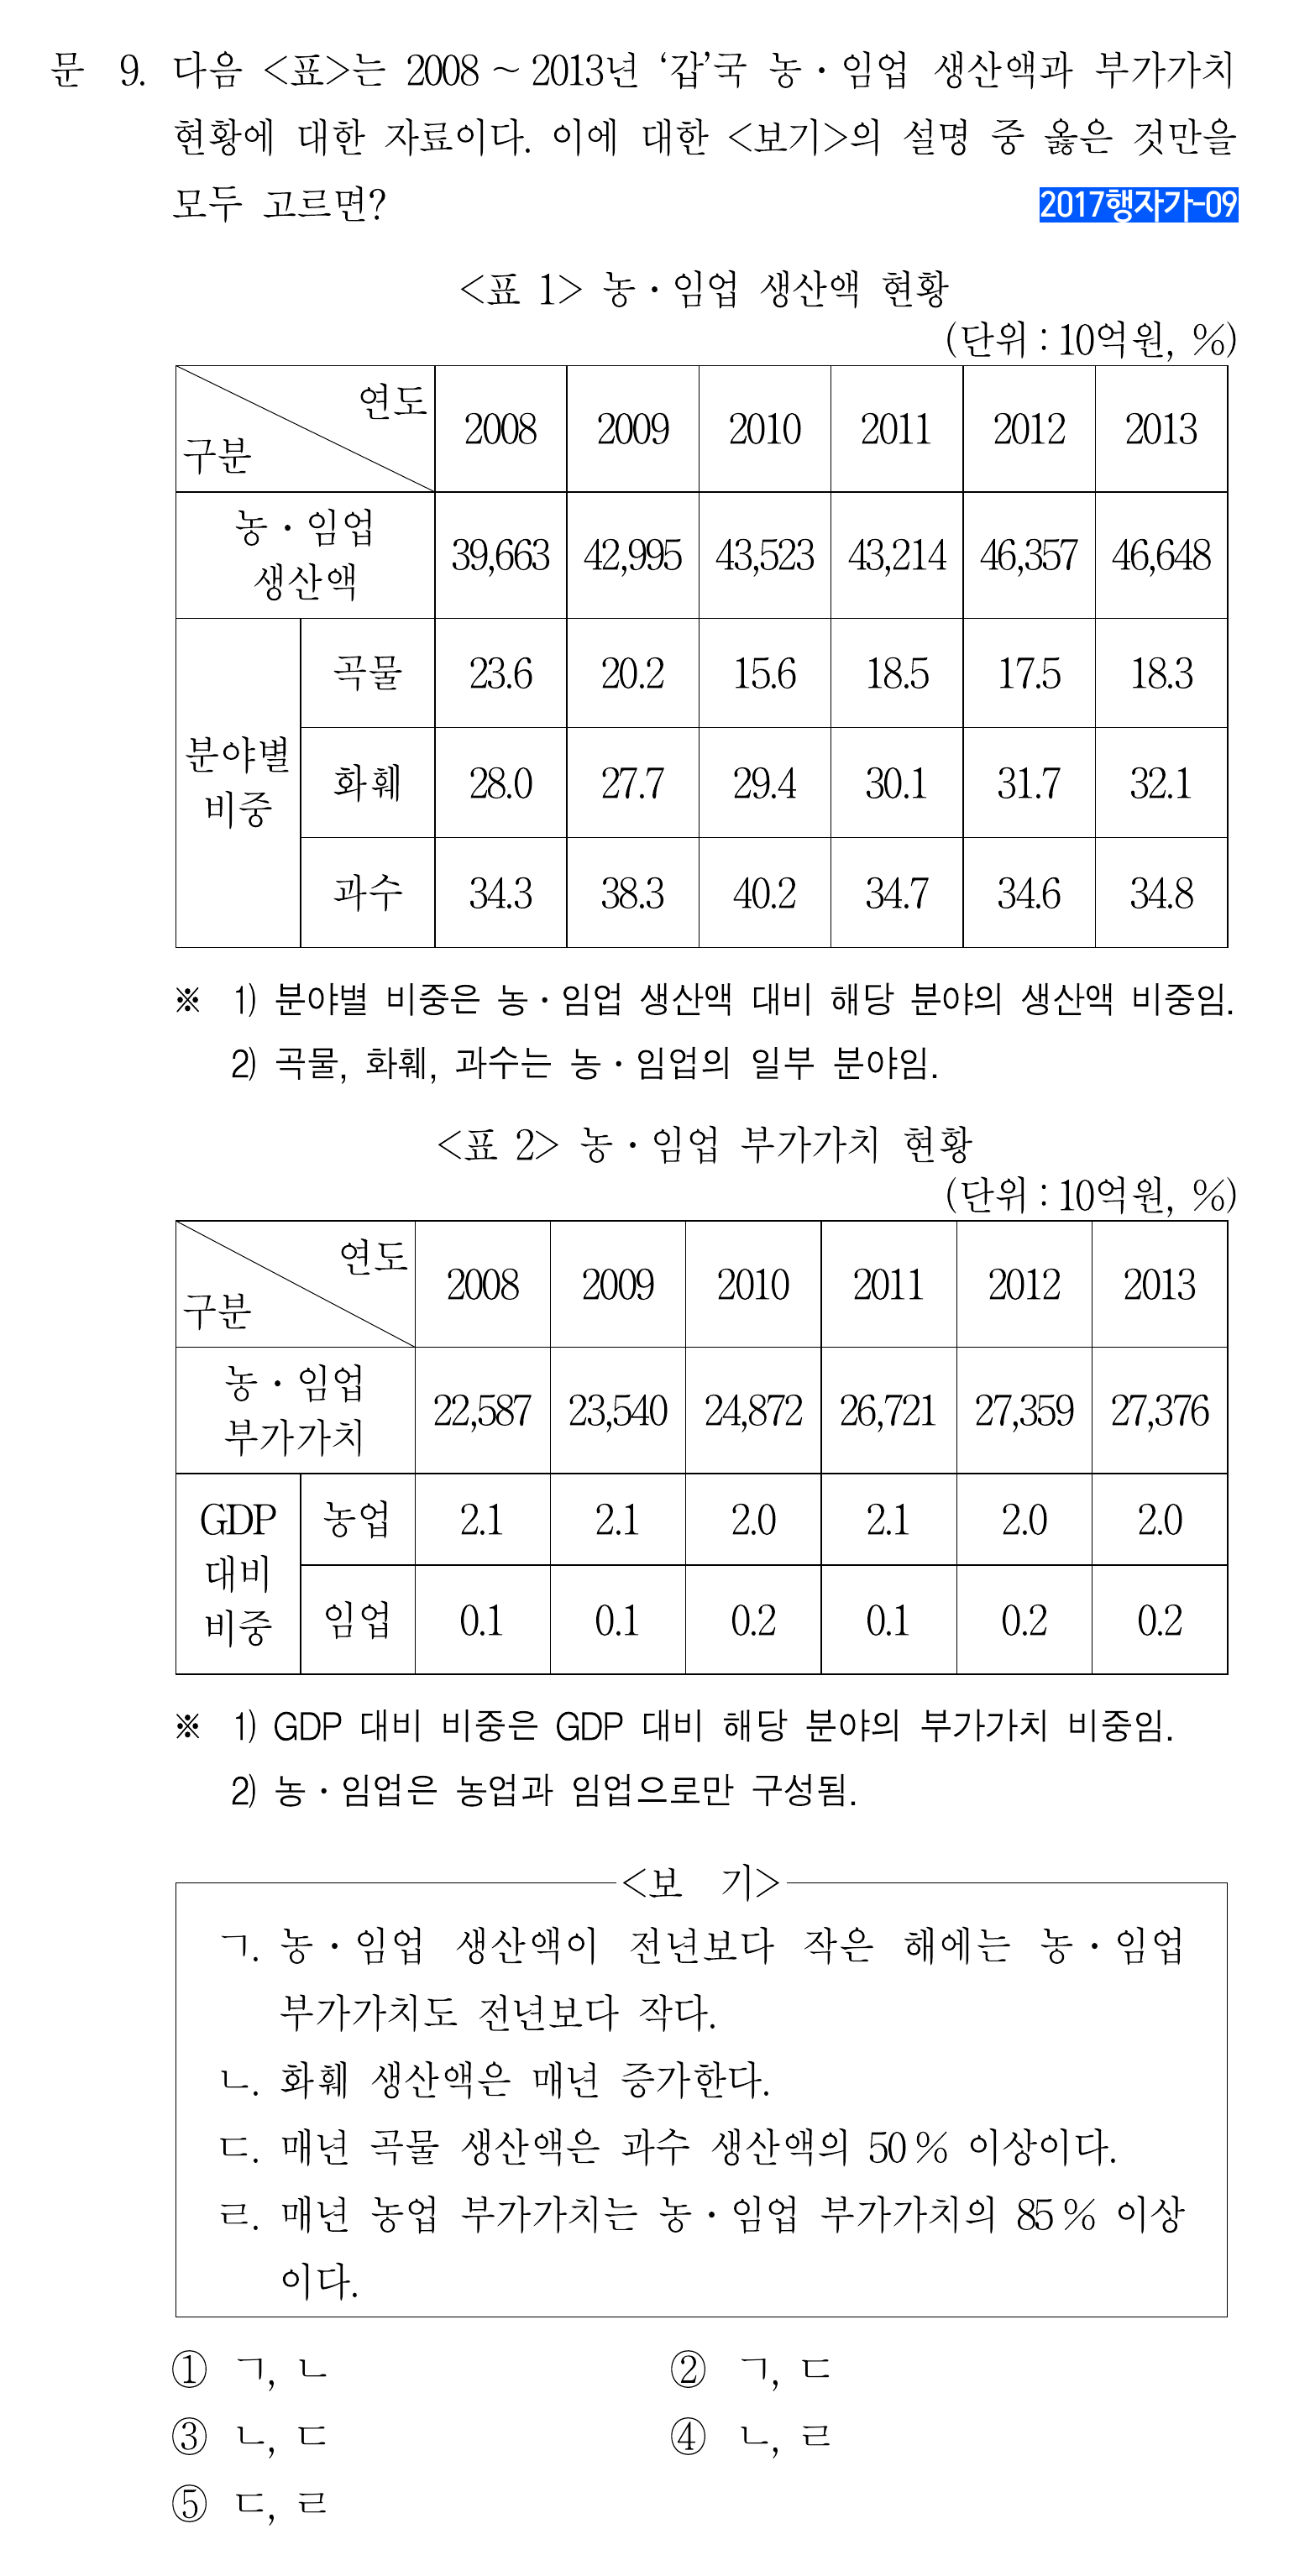 문 9. 다음 <표>는 2008 ~ 2013년 ‘갑’국 농·임업 생산액과 부가가치
현황에 대한 자료이다. 이에 대한 <보기>의 설명 중 옳은 것만을
모두 고르면?
2017행자가-09
<표 1> 농·임업 생산액 현황
(단위 : 10억원, %)
연도
구분
2008 2009 2010 2011 2012 2013
농·임업
생산액
39,663 42,995 43,523 43,214 46,357 46,648
분야별
비중
곡물 23.6 20.2 15.6 18.5 17.5 18.3
화훼 28.0 27.7 29.4 30.1 31.7 32.1
과수 34.3 38.3 40.2 34.7 34.6 34.8
※ 1) 분야별 비중은 농·임업 생산액 대비 해당 분야의 생산액 비중임.
2) 곡물, 화훼, 과수는 농·임업의 일부 분야임.
<표 2> 농·임업 부가가치 현황
(단위 : 10억원, %)
연도
구분
2008 2009 2010 2011 2012 2013
농·임업
부가가치
22,587 23,540 24,872 26,721 27,359 27,376
GDP
대비
비중
농업 2.1 2.1 2.0 2.1 2.0 2.0
임업 0.1 0.1 0.2 0.1 0.2 0.2
※ 1) GDP 대비 비중은 GDP 대비 해당 분야의 부가가치 비중임.
2) 농·임업은 농업과 임업으로만 구성됨.
<보 기>
ㄱ. 농·임업 생산액이 전년보다 작은 해에는 농·임업
부가가치도 전년보다 작다.
ㄴ. 화훼 생산액은 매년 증가한다.
ㄷ. 매년 곡물 생산액은 과수 생산액의 50 % 이상이다.
ㄹ. 매년 농업 부가가치는 농·임업 부가가치의 85 % 이상
이다.
① ㄱ, ㄴ ② ㄱ, ㄷ
③ ㄴ, ㄷ ④ ㄴ, ㄹ
⑤ ㄷ, ㄹ